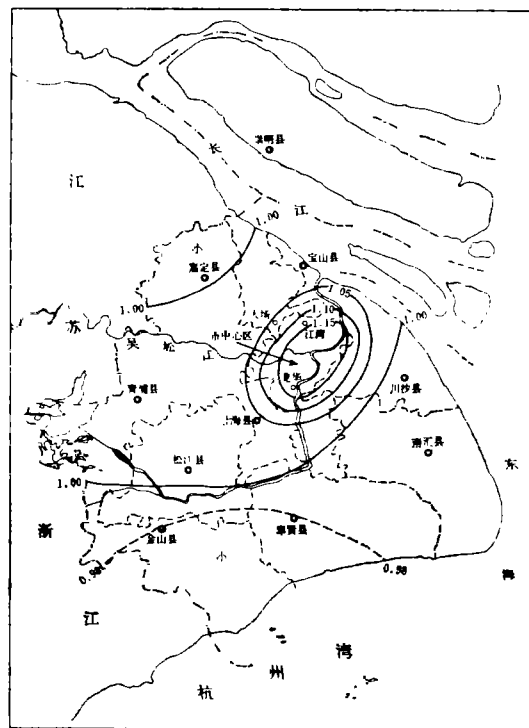 崇明县
长
江
江
1.00
小
宝山县
嘉定县
1.05
1.00
大场
1.10
1.00
1.15
苏
江湾
吴淞江
市中心区
龙华
川沙县
青浦县
上海县
南汇县
松江县
东
1.00
浙
金山县
奉贤县
小
0.98
0.98
海
江
湾
州
杭